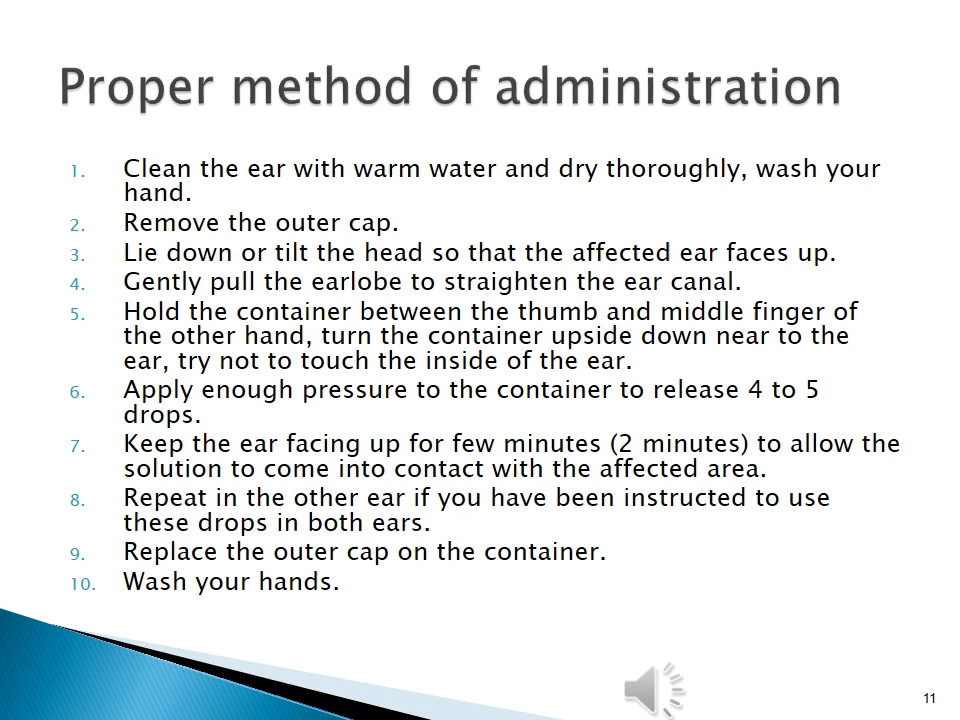 Proper method of administration
1. Clean the ear with warm water and dry thoroughly, wash your
hand.
2. Remove the outer cap.
3. Lie down or tilt the head so that the affected ear faces up.
4. Gently pull the earlobe to straighten the ear canal.
5. Hold the container between the thumb and middle finger of
the other hand, turn the container upside down near to the
ear, try not to touch the inside of the ear.
6. Apply enough pressure to the container to release 4 to 5
drops.
7. Keep the ear facing up for few minutes (2 minutes) to allow the
solution to come into contact with the affected area.
8. Repeat in the other ear if you have been instructed to use
these drops in both ears.
9. Replace the outer cap on the container.
10. Wash your hands.
11